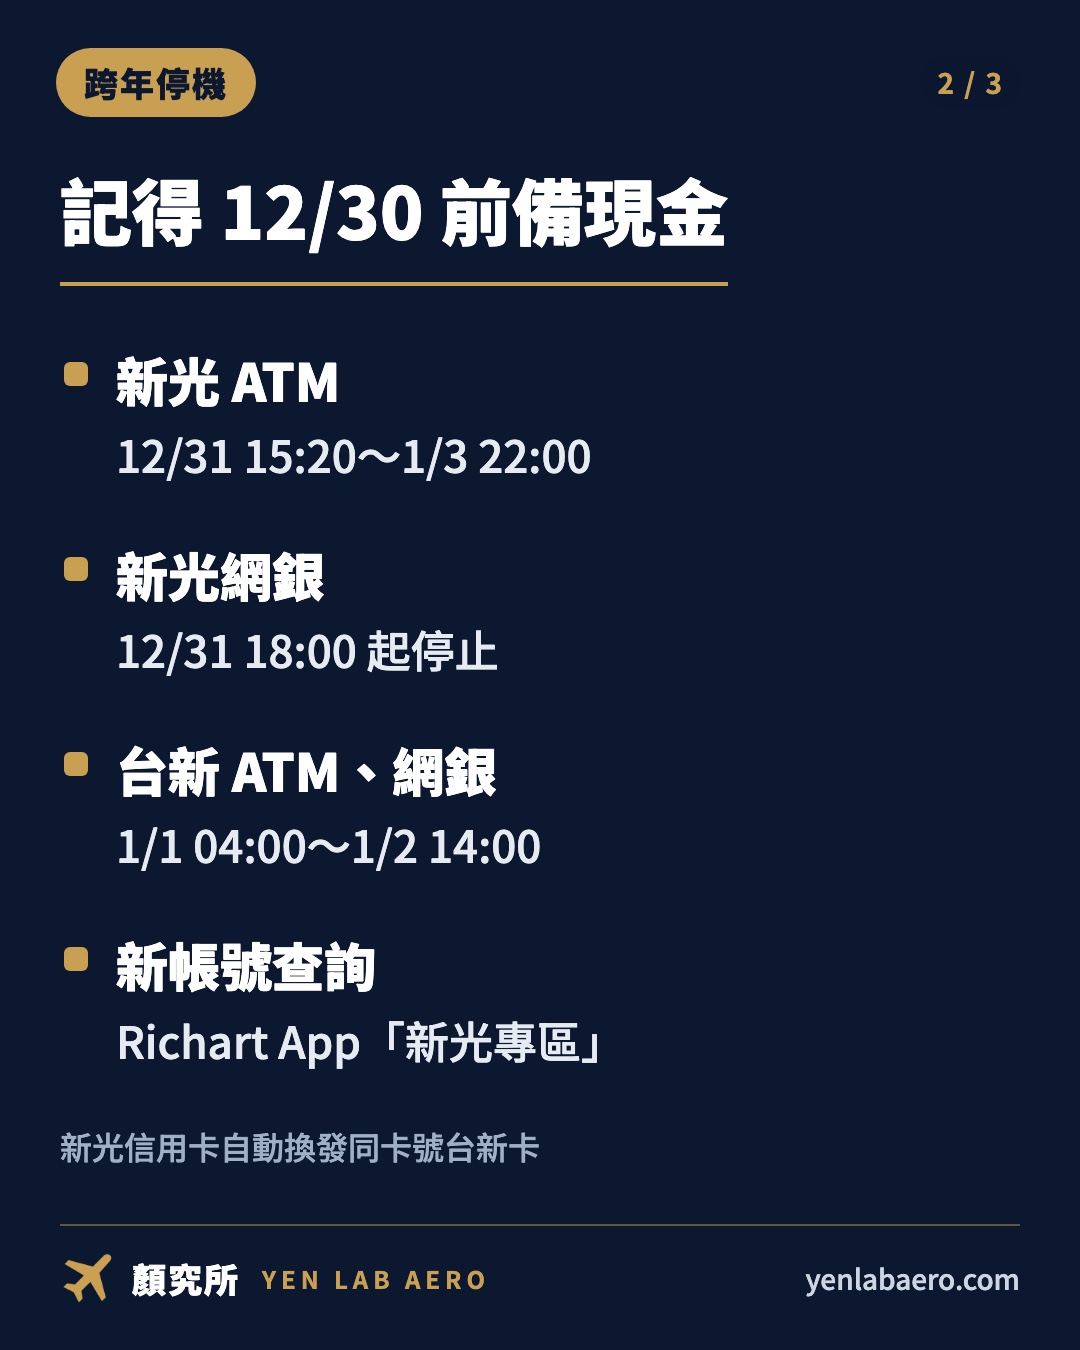 跨年停機
2 / 3
記得 12/30 前備現金
新光 ATM
12/31 15:20～1/3 22:00
新光網銀
12/31 18:00 起停止
台新 ATM、網銀
1/1 04:00～1/2 14:00
新帳號查詢
Richart App「新光專區」
新光信用卡自動換發同卡號台新卡
顏究所 YEN LAB AERO
yenlabaero.com